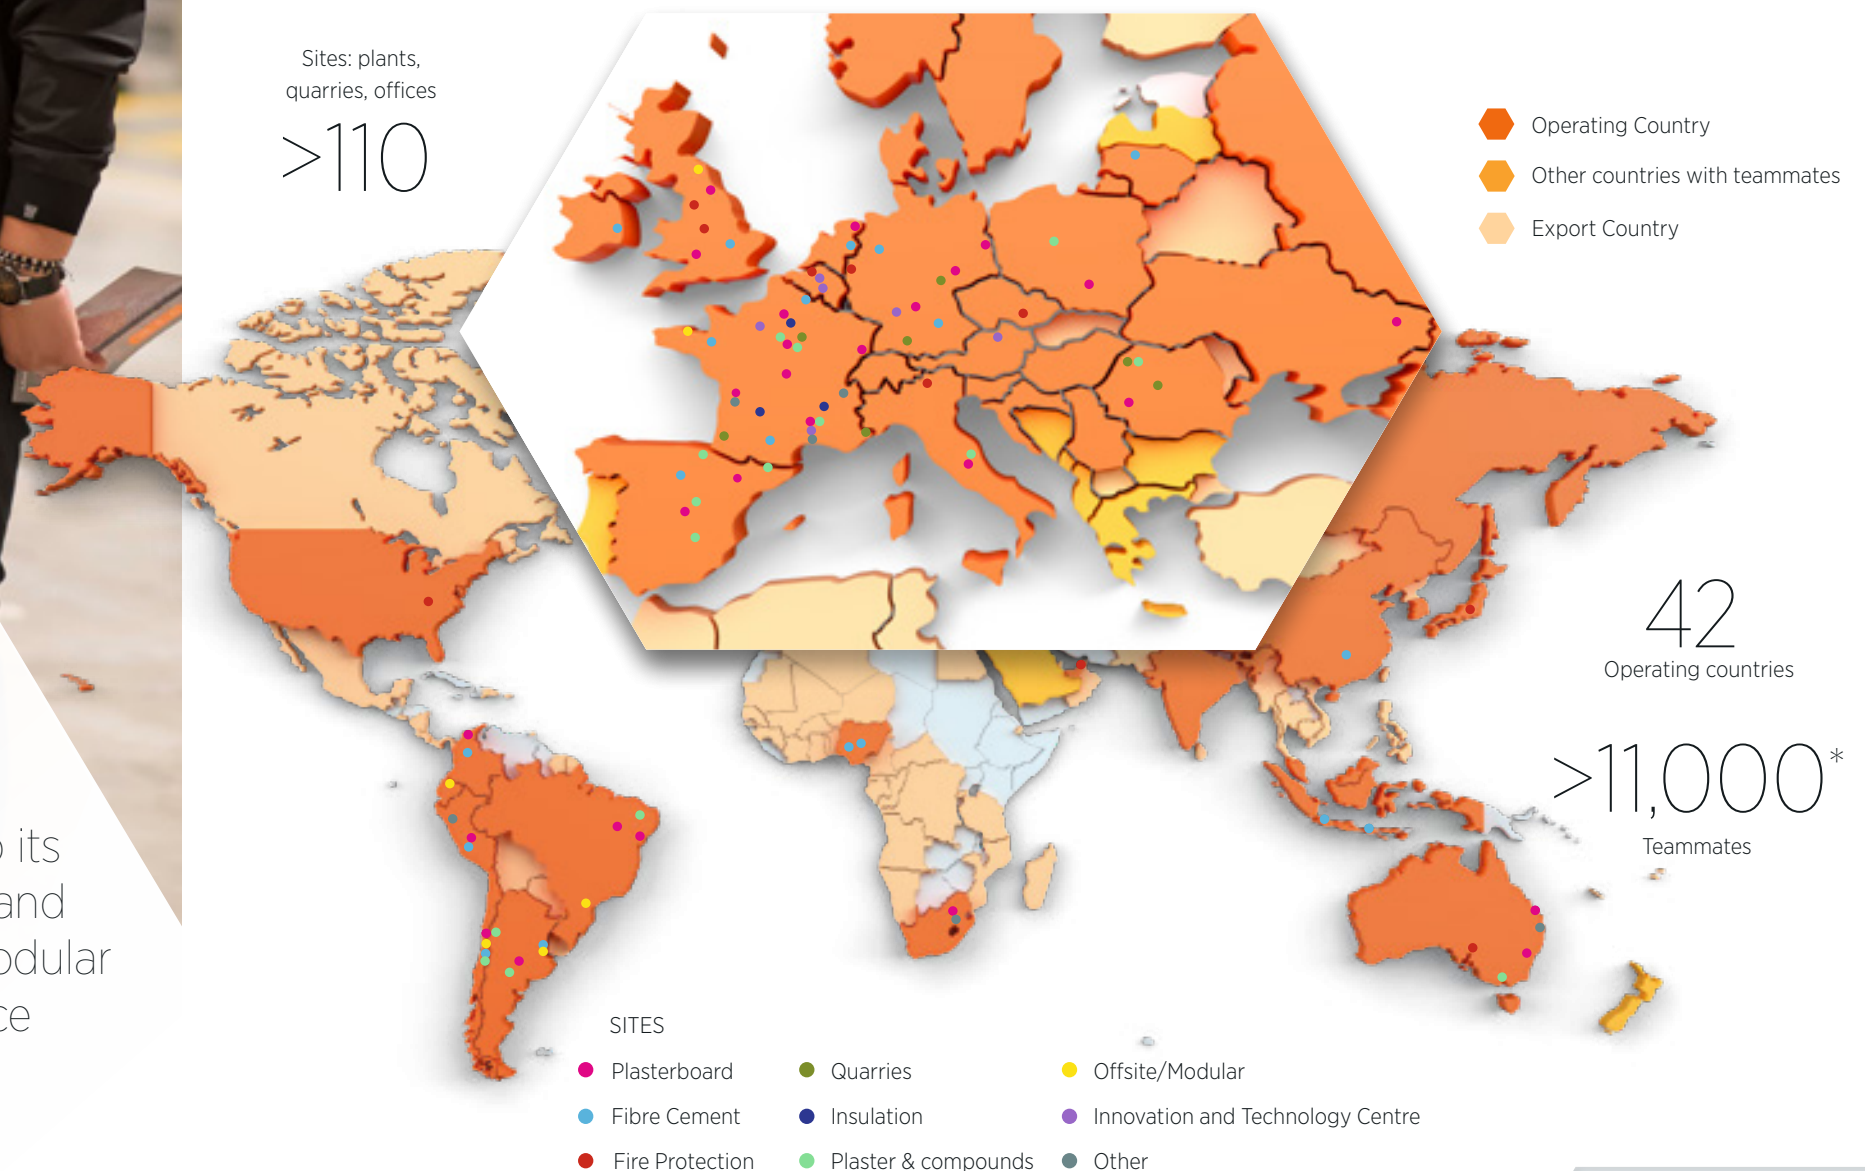 Sites: plants,
quarries, offices
>110
Operating Country
Other countries with teammates
Export Country
42
Operating countries
>11,000*
Teammates
its
and
odular
ce
SITES
Plasterboard
Fibre Cement
Fire Protection
Quarries
Insulation
Plaster & compounds
Offsite/Modular
Innovation and Technology Centre
Other